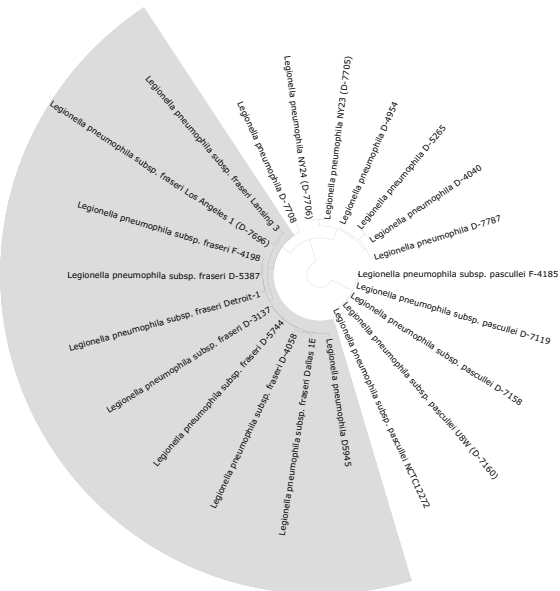 Legionella pneumophila subsp. fraseri Lansing 3
Legionella pneumophila subsp. fraseri Los Angeles 1 (D-7696)
Legionella pneumophila subsp. fraseri F-4198
Legionella pneumophila subsp. fraseri D-5387
Legionella pneumophila subsp. fraseri Detroit-1
Legionella pneumophila subsp. fraseri D-3137
Legionella pneumophila subsp. fraseri D-5744
Legionella pneumophila subsp. fraseri D-4058
Legionella pneumophila subsp. fraseri Dallas 1E
Legionella pneumophila D5945
Legionella pneumophila subsp. pascullei NCTC12272
Legionella pneumophila subsp. pascullei U8W (D-7160)
Legionella pneumophila subsp. pascullei D-7158
Legionella pneumophila subsp. pascullei D-7119
Legionella pneumophila subsp. pascullei F-4185
Legionella pneumophila D-7787
Legionella pneumophila D-4040
Legionella pneumophila D-5265
Legionella pneumophila D-4954
Legionella pneumophila NY23 (D-7705)
Legionella pneumophila NY24 (D-7706)
Legionella pneumophila D-7708